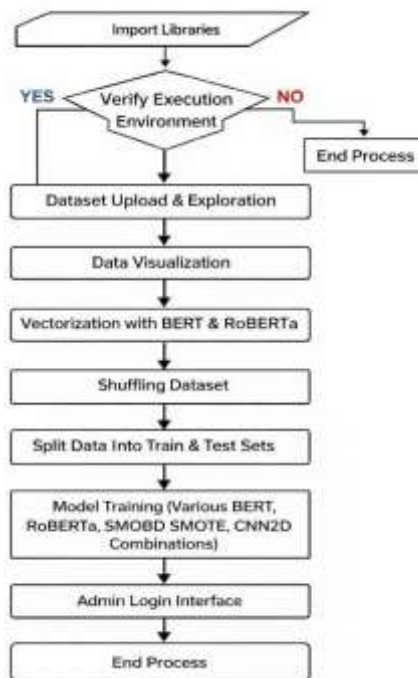 Import Libraries
YES
NO
Verify Execution
Environment
End Process
Dataset Upload & Exploration
Data Visualization
Vectorization with BERT & RoBERTa
Shuffling Dataset
Split Data Into Train & Test Sets
Model Training (Various BERT,
RoBERTa, SMOBD SMOTE, CNN2D
Combinations)
Admin Login Interface
End Process